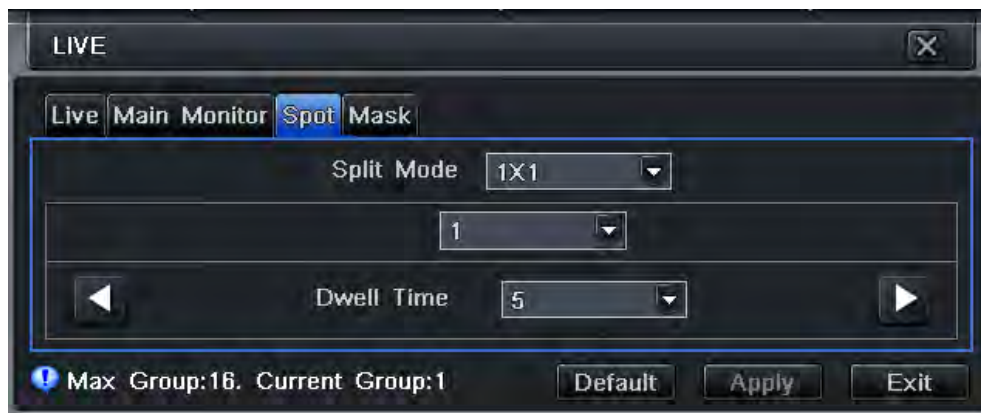 LIVE
Live Main Monitor Spot Mask
Split Mode 1X1
1
Dwell Time 5
Max Group:16. Current Group:1 Default Apply Exit